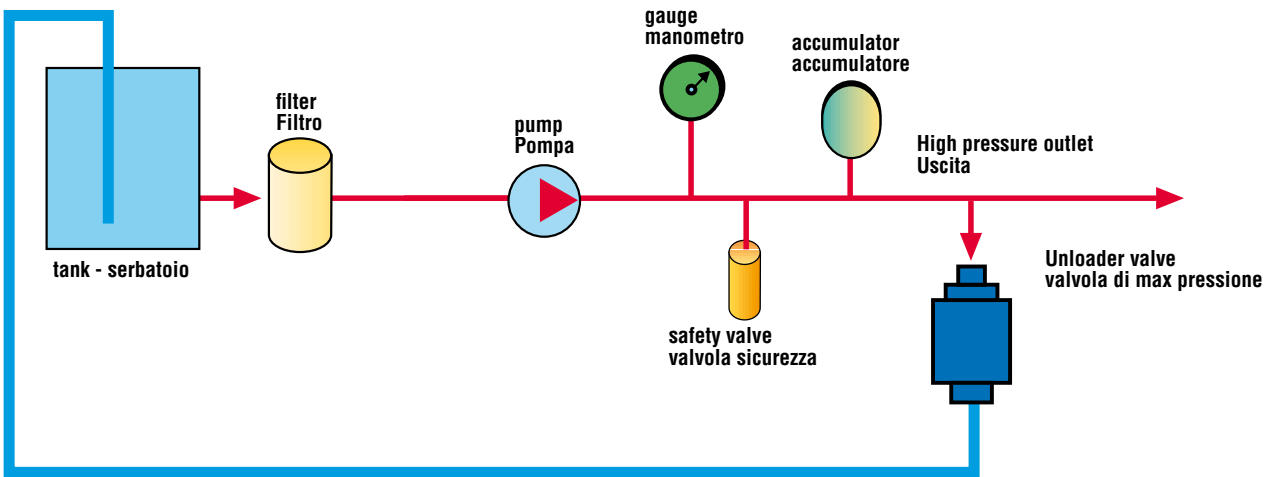 gauge
manometro
accumulator
accumulatore
filter
Filtro
pump
Pompa
High pressure outlet
Uscita
tank - serbatoio
Unloader valve
valvola di max pressione
safety valve
valvola sicurezza